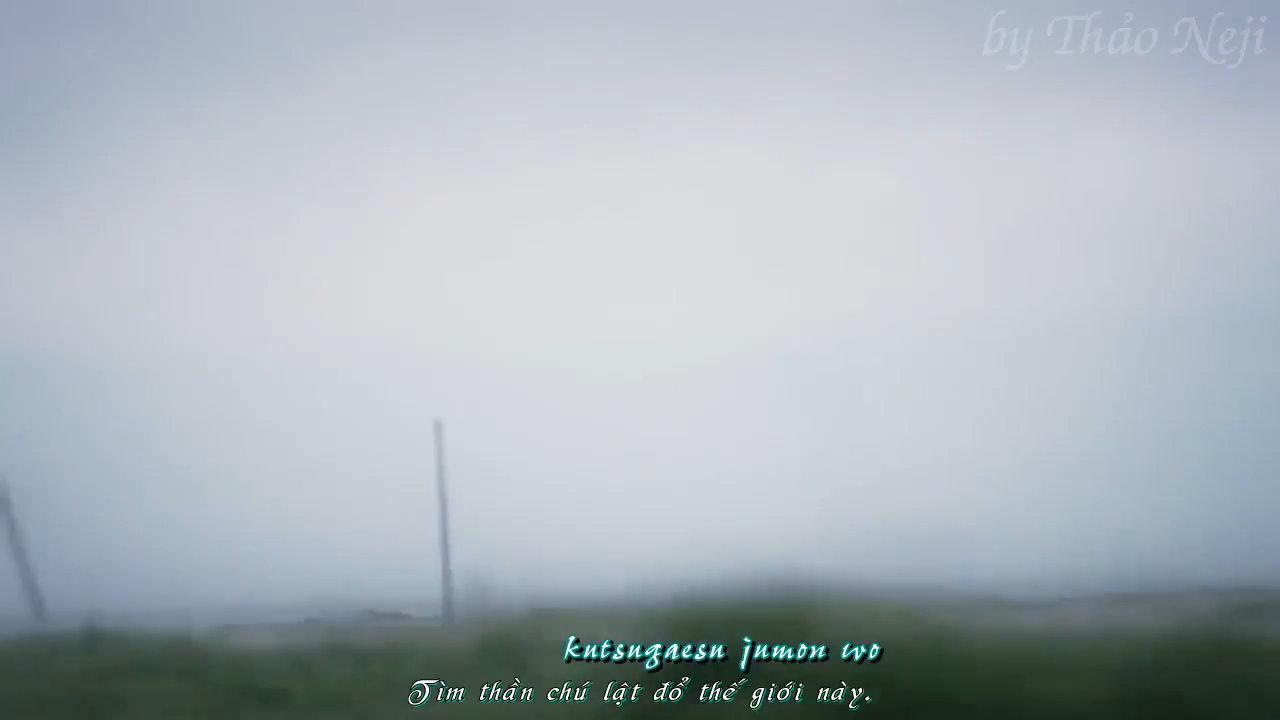 by Thảo Neji
kutsugaesu jumon wo
Tìm thần chú lật đổ thế giới này.